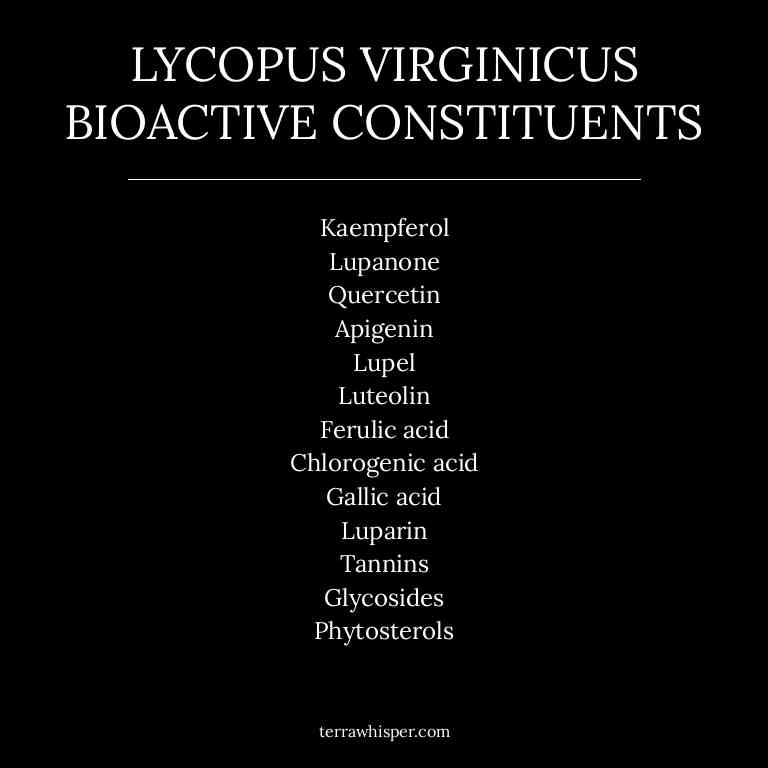 LYCOPUS VIRGINICUS
BIOACTIVE CONSTITUENTS
Kaempferol
Lupanone
Quercetin
Apigenin
Lupel
Luteolin
Ferulic acid
Chlorogenic acid
Gallic acid
Luparin
Tannins
Glycosides
Phytosterols
terrawhisper.com